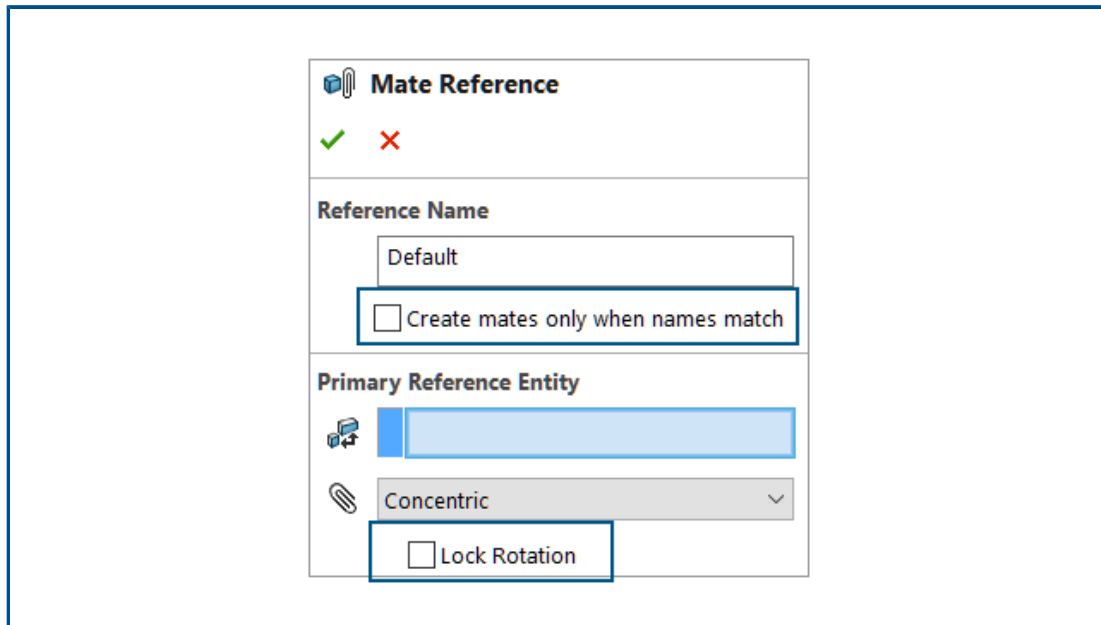 Mate Reference
Reference Name
Default
Create mates only when names match
Primary Reference Entity
Concentric
Lock Rotation